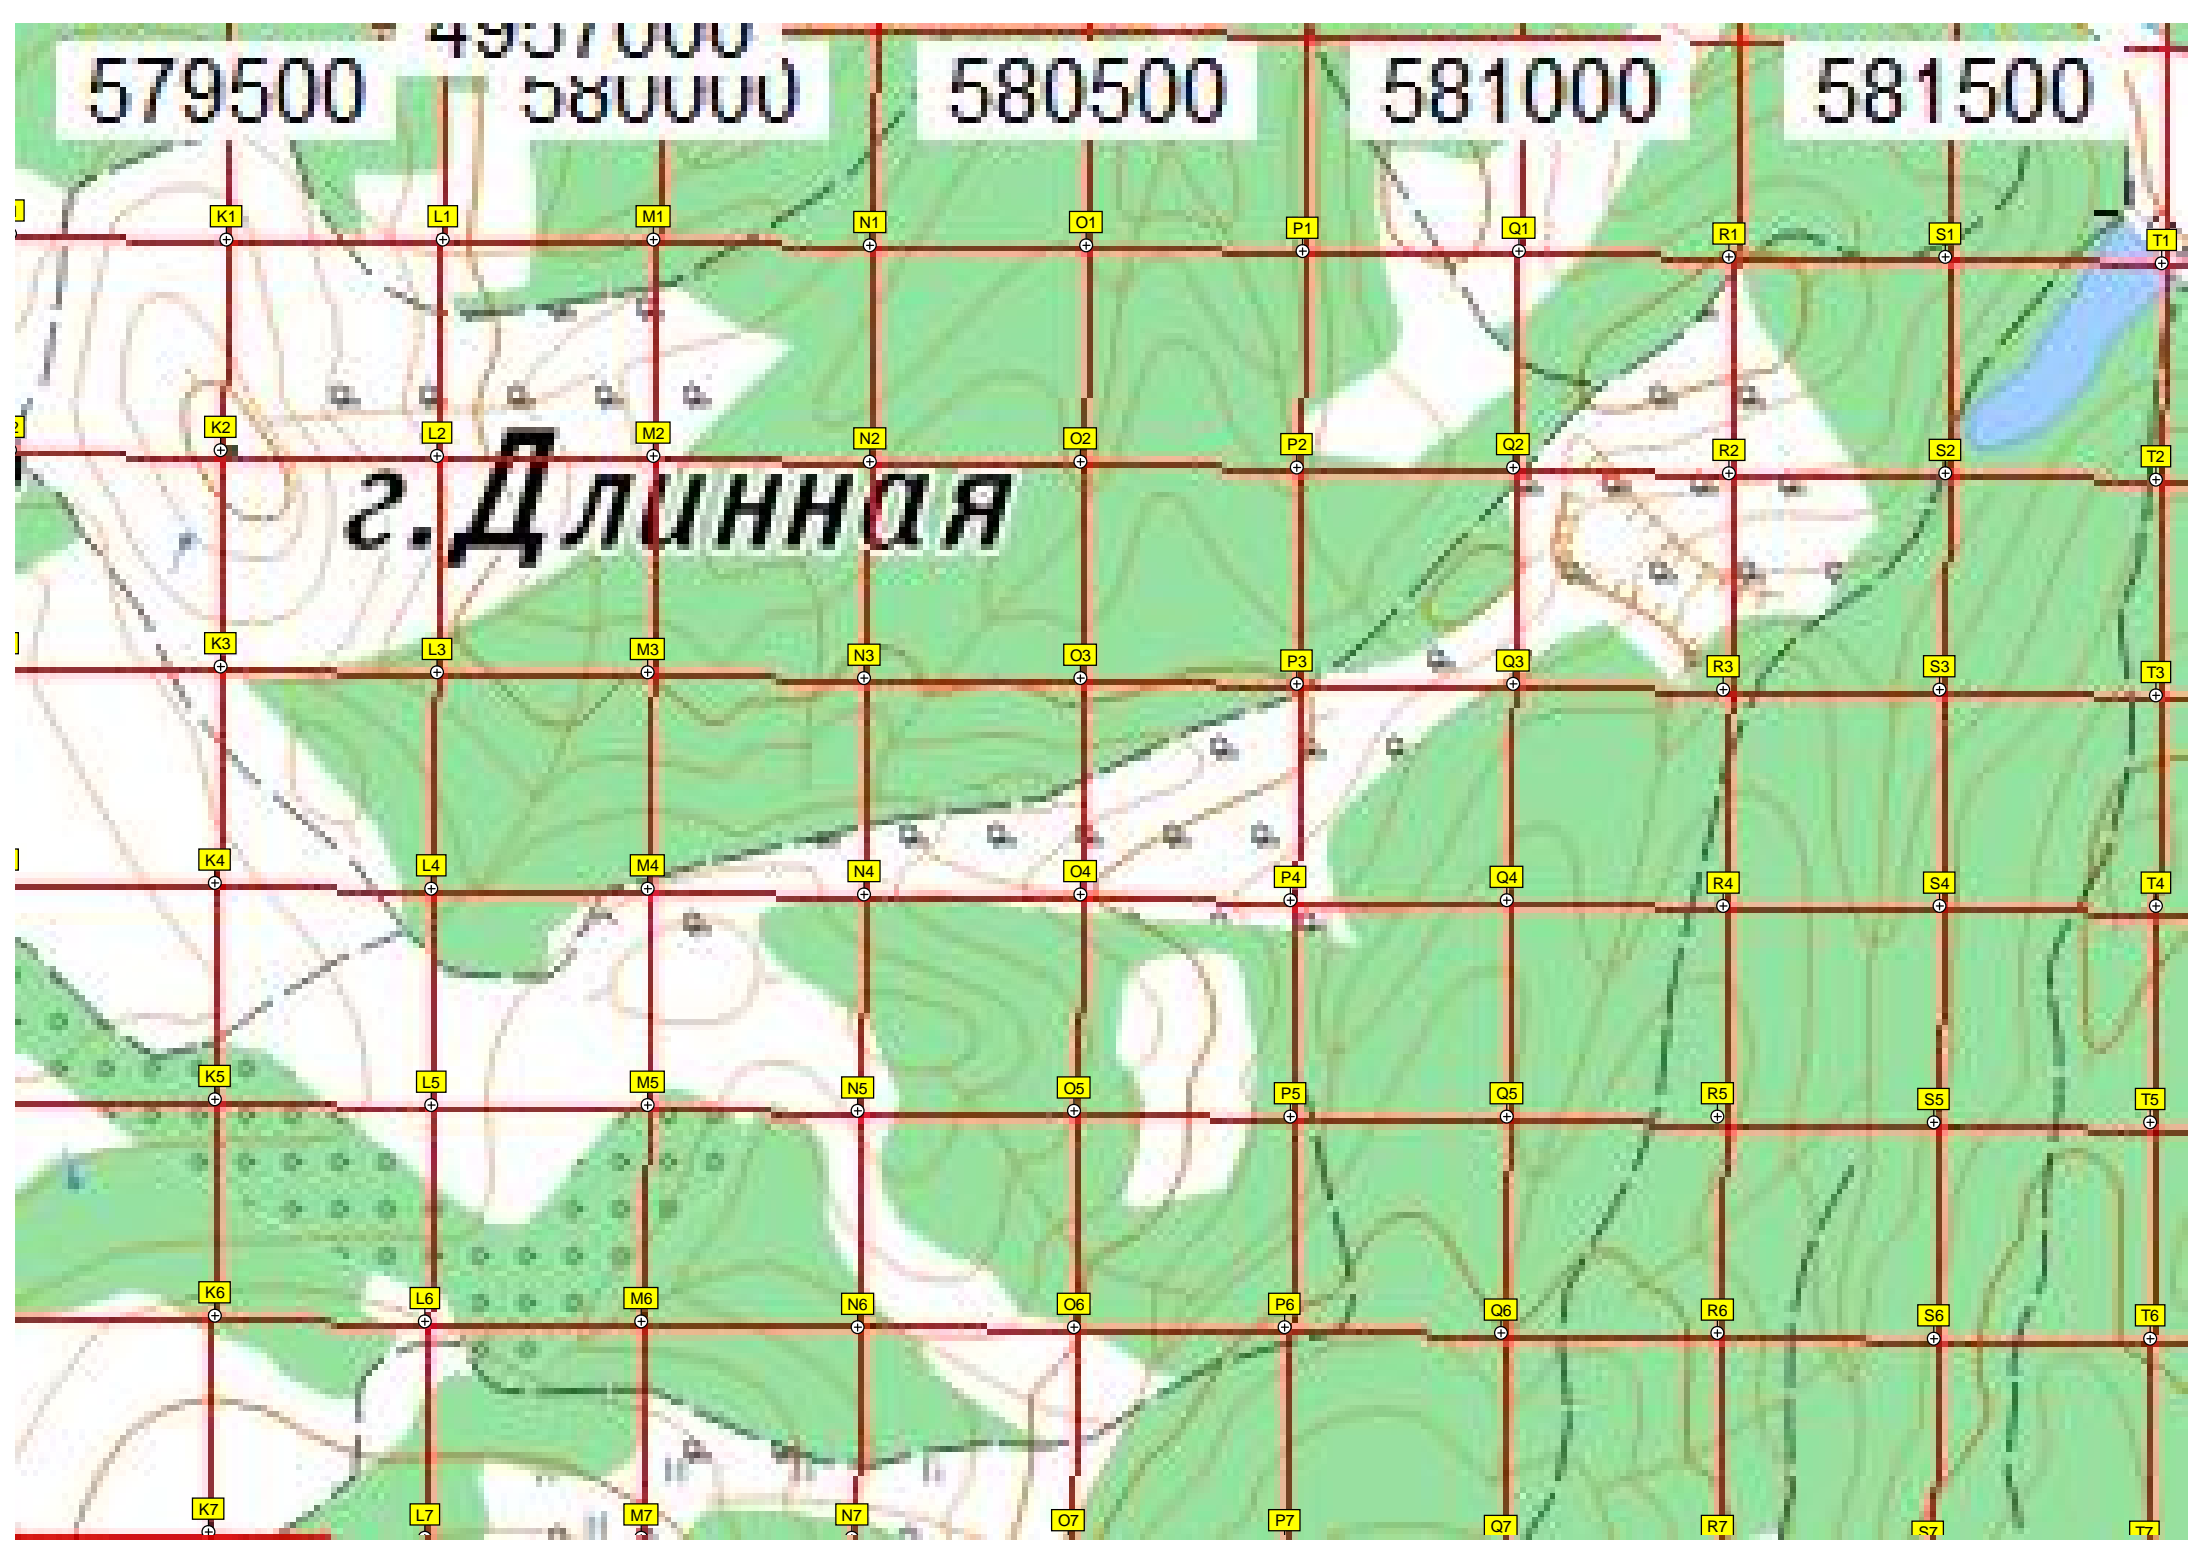 4957000
579500 580000 580500 581000 581500
K1 L1 M1 N1 O1 P1 Q1 R1 S1 T1
K2 L2 M2 N2 O2 P2 Q2 R2 S2 T2
г.Длинная
K3 L3 M3 N3 O3 P3 Q3 R3 S3 T3
K4 L4 M4 N4 O4 P4 Q4 R4 S4 T4
K5 L5 M5 N5 O5 P5 Q5 R5 S5 T5
K6 L6 M6 N6 O6 P6 Q6 R6 S6 T6
K7 L7 M7 N7 O7 P7 Q7 R7 S7 T7